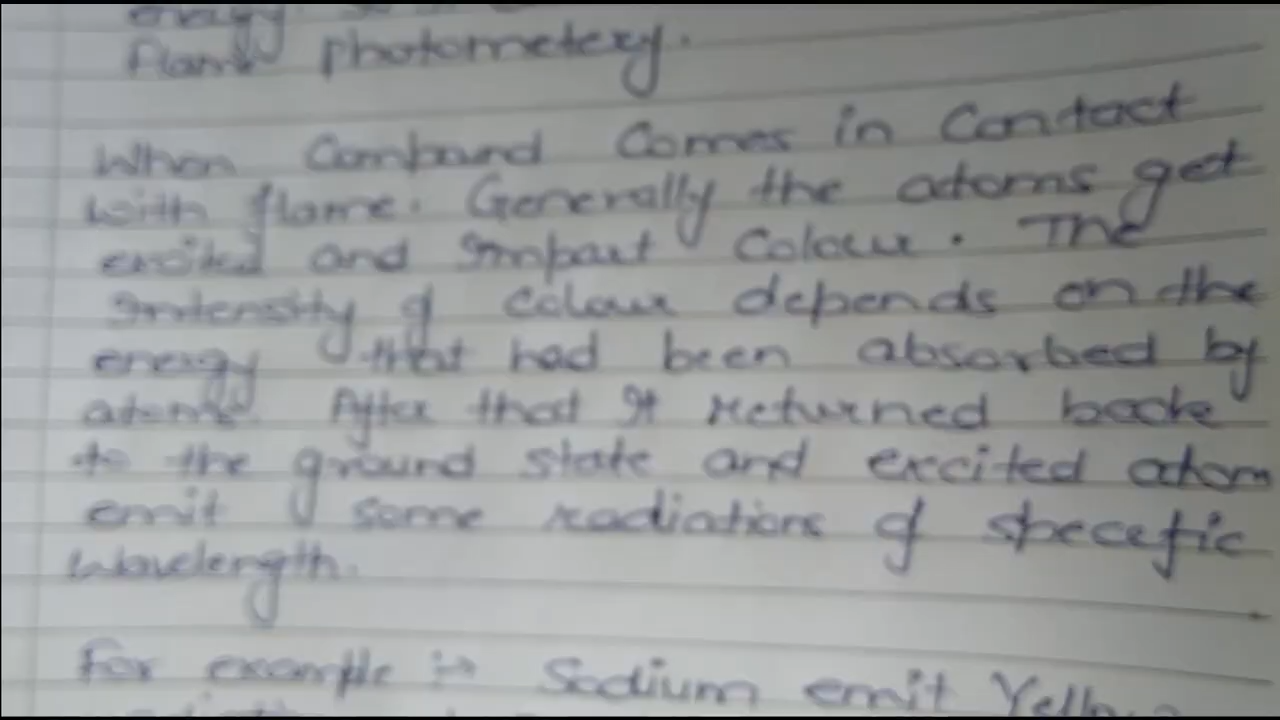 energy
flame photometery.
When Compound Comes in Contact
with flame. Generally the atoms get
excited and Impart Colour. The
Intensity of Colour depends on the
energy that had been absorbed by
atoms. After that It returned back
to the ground state and excited atom
emit some radiations of specefic
wavelength.
For example :→ Sodium emit Yellow